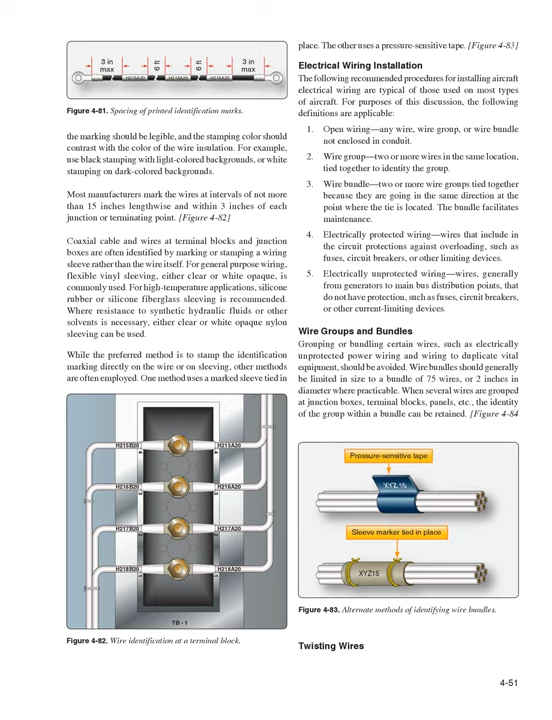 3 in
max
6 ft
6 ft
3 in
max
H215A20
H215A20
H215A20
Figure 4-81. Spacing of printed identification marks.
the marking should be legible, and the stamping color should
contrast with the color of the wire insulation. For example,
use black stamping with light-colored backgrounds, or white
stamping on dark-colored backgrounds.
Most manufacturers mark the wires at intervals of not more
than 15 inches lengthwise and within 3 inches of each
junction or terminating point. [Figure 4-82]
Coaxial cable and wires at terminal blocks and junction
boxes are often identified by marking or stamping a wiring
sleeve rather than the wire itself. For general purpose wiring,
flexible vinyl sleeving, either clear or white opaque, is
commonly used. For high-temperature applications, silicone
rubber or silicone fiberglass sleeving is recommended.
Where resistance to synthetic hydraulic fluids or other
solvents is necessary, either clear or white opaque nylon
sleeving can be used.
While the preferred method is to stamp the identification
marking directly on the wire or on sleeving, other methods
are often employed. One method uses a marked sleeve tied in
H215B20
4
4
H215A20
H216B20
3
3
H216A20
H217B20
2
2
H217A20
H218B20
1
1
H218A20
TB - 1
Figure 4-82. Wire identification at a terminal block.
place. The other uses a pressure-sensitive tape. [Figure 4-83]
Electrical Wiring Installation
The following recommended procedures for installing aircraft
electrical wiring are typical of those used on most types
of aircraft. For purposes of this discussion, the following
definitions are applicable:
1. Open wiring—any wire, wire group, or wire bundle
not enclosed in conduit.
2. Wire group—two or more wires in the same location,
tied together to identity the group.
3. Wire bundle—two or more wire groups tied together
because they are going in the same direction at the
point where the tie is located. The bundle facilitates
maintenance.
4. Electrically protected wiring—wires that include in
the circuit protections against overloading, such as
fuses, circuit breakers, or other limiting devices.
5. Electrically unprotected wiring—wires, generally
from generators to main bus distribution points, that
do not have protection, such as fuses, circuit breakers,
or other current-limiting devices.
Wire Groups and Bundles
Grouping or bundling certain wires, such as electrically
unprotected power wiring and wiring to duplicate vital
equipment, should be avoided. Wire bundles should generally
be limited in size to a bundle of 75 wires, or 2 inches in
diameter where practicable. When several wires are grouped
at junction boxes, terminal blocks, panels, etc., the identity
of the group within a bundle can be retained. [Figure 4-84
Pressure-sensitive tape
XYZ-15
Sleeve marker tied in place
XYZ15
Figure 4-83. Alternate methods of identifying wire bundles.
Twisting Wires
4-51